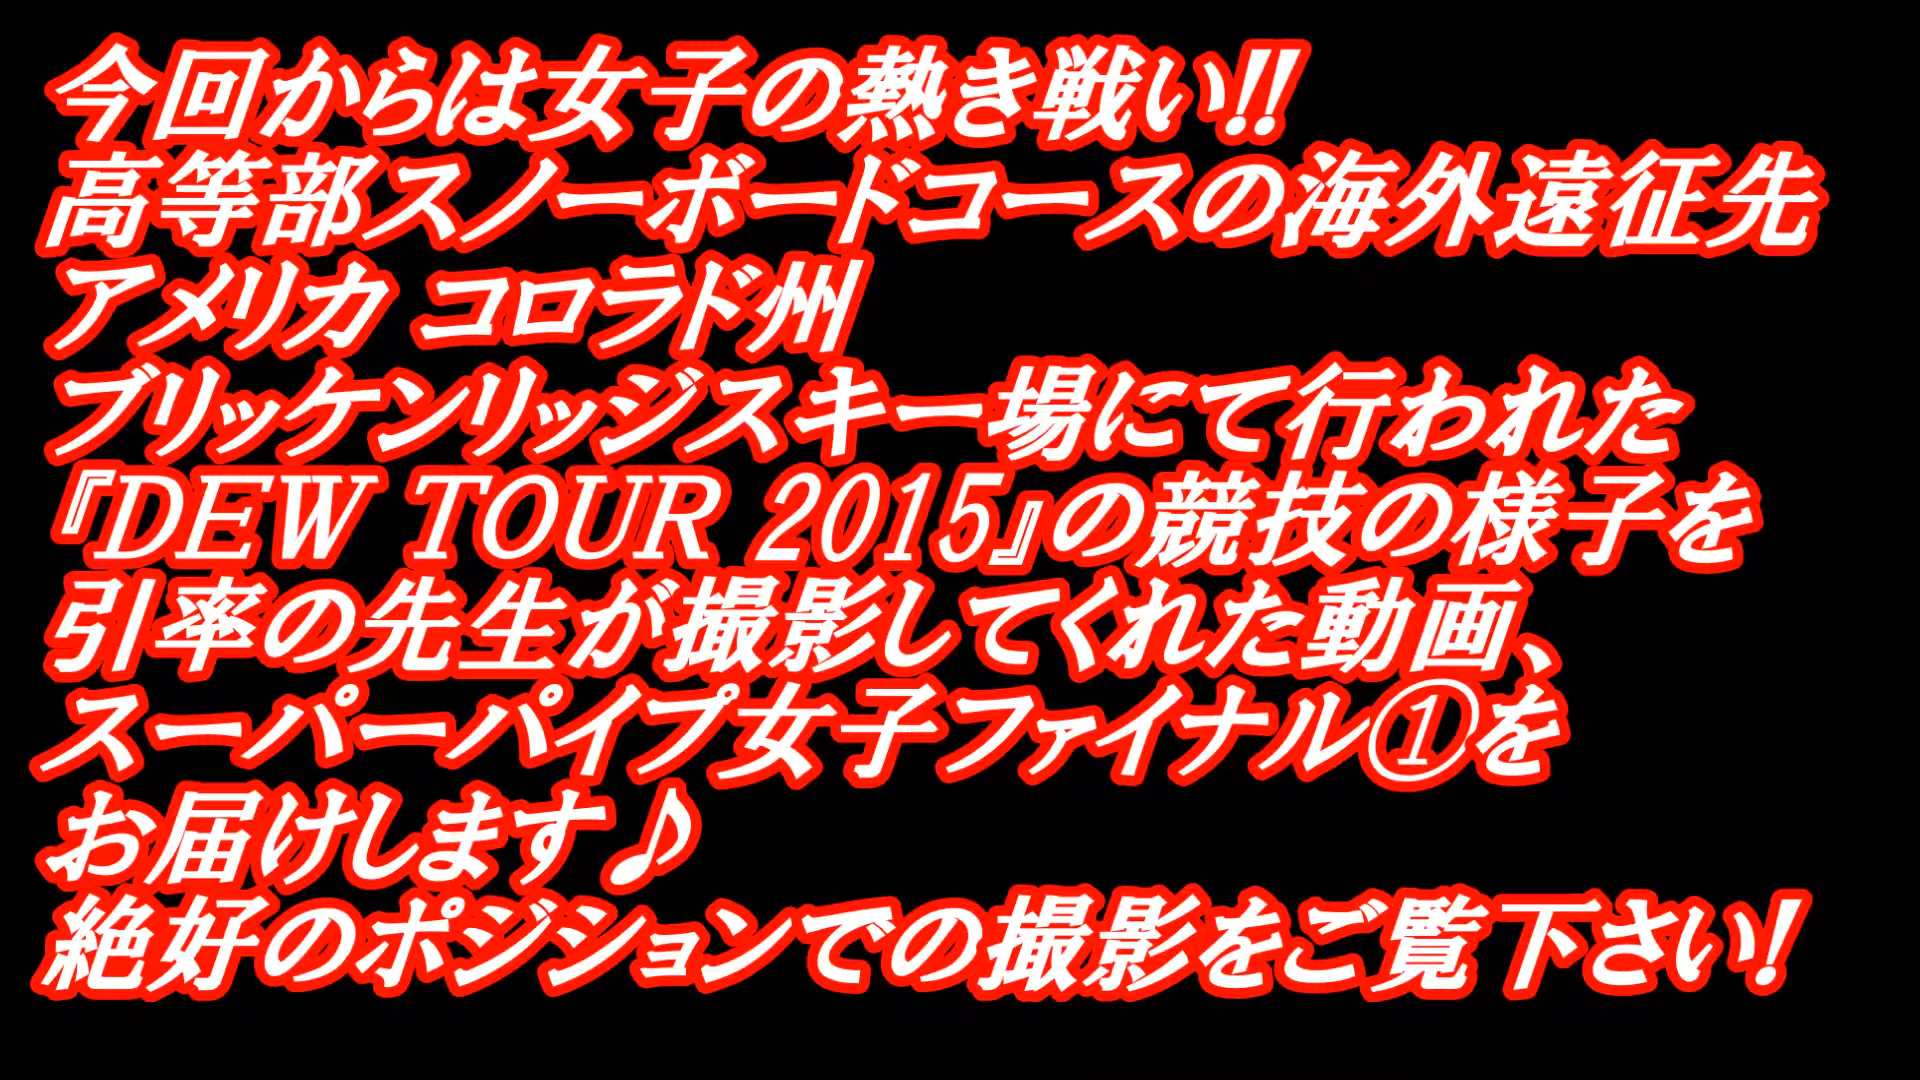 今回からは女子の熱き戦い!!
高等部スノーボードコースの海外遠征先
アメリカ コロラド州
ブリッケンリッジスキー場にて行われた
『DEW TOUR 2015』の競技の様子を
引率の先生が撮影してくれた動画、
スーパーパイプ女子ファイナル①を
お届けします♪
絶好のポジションでの撮影をご覧下さい!